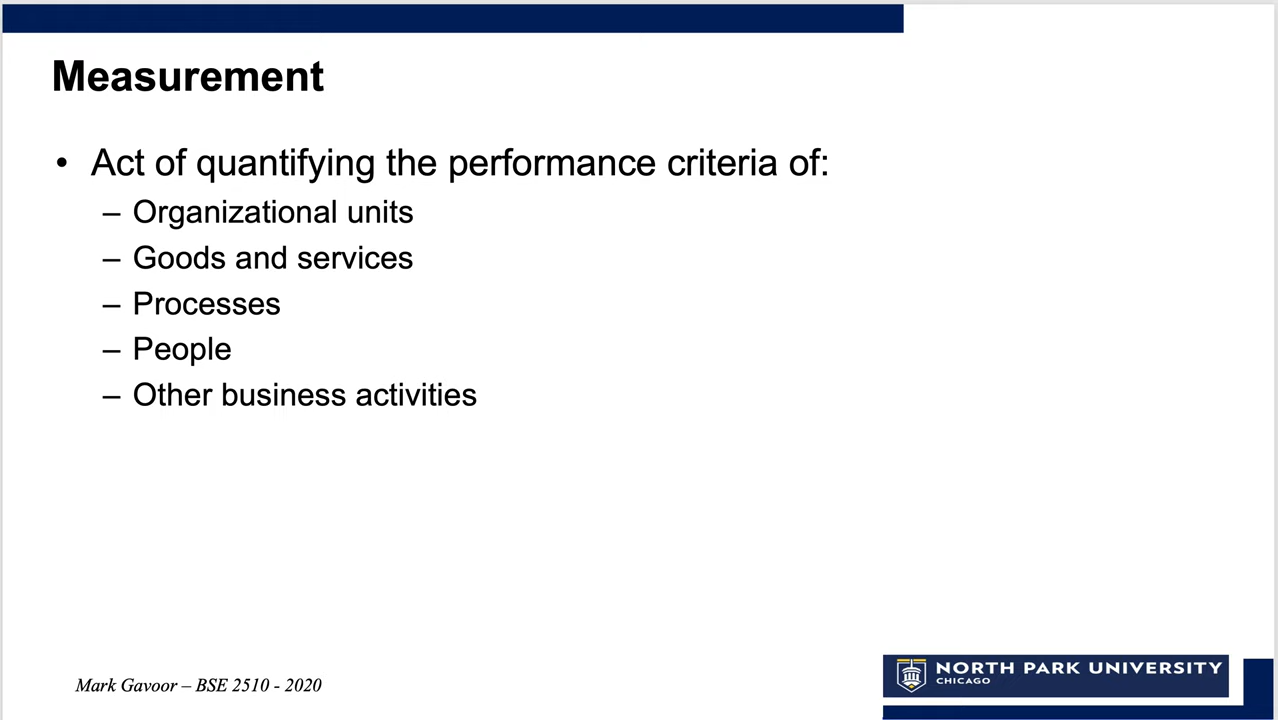 Measurement
• Act of quantifying the performance criteria of:
– Organizational units
– Goods and services
– Processes
– People
– Other business activities
Mark Gavoor – BSE 2510 - 2020
NORTH PARK UNIVERSITY
CHICAGO